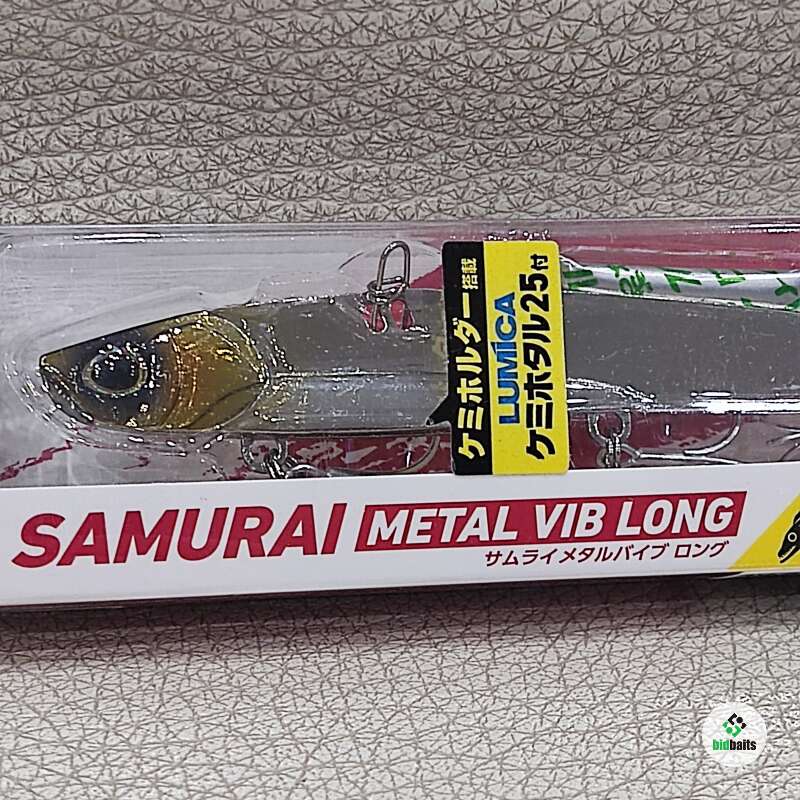 ケミホルダー搭載
LUMICA
ケミホタル25付
SAMURAI METAL VIB LONG
サムライメタルバイブ ロング
bidbaits